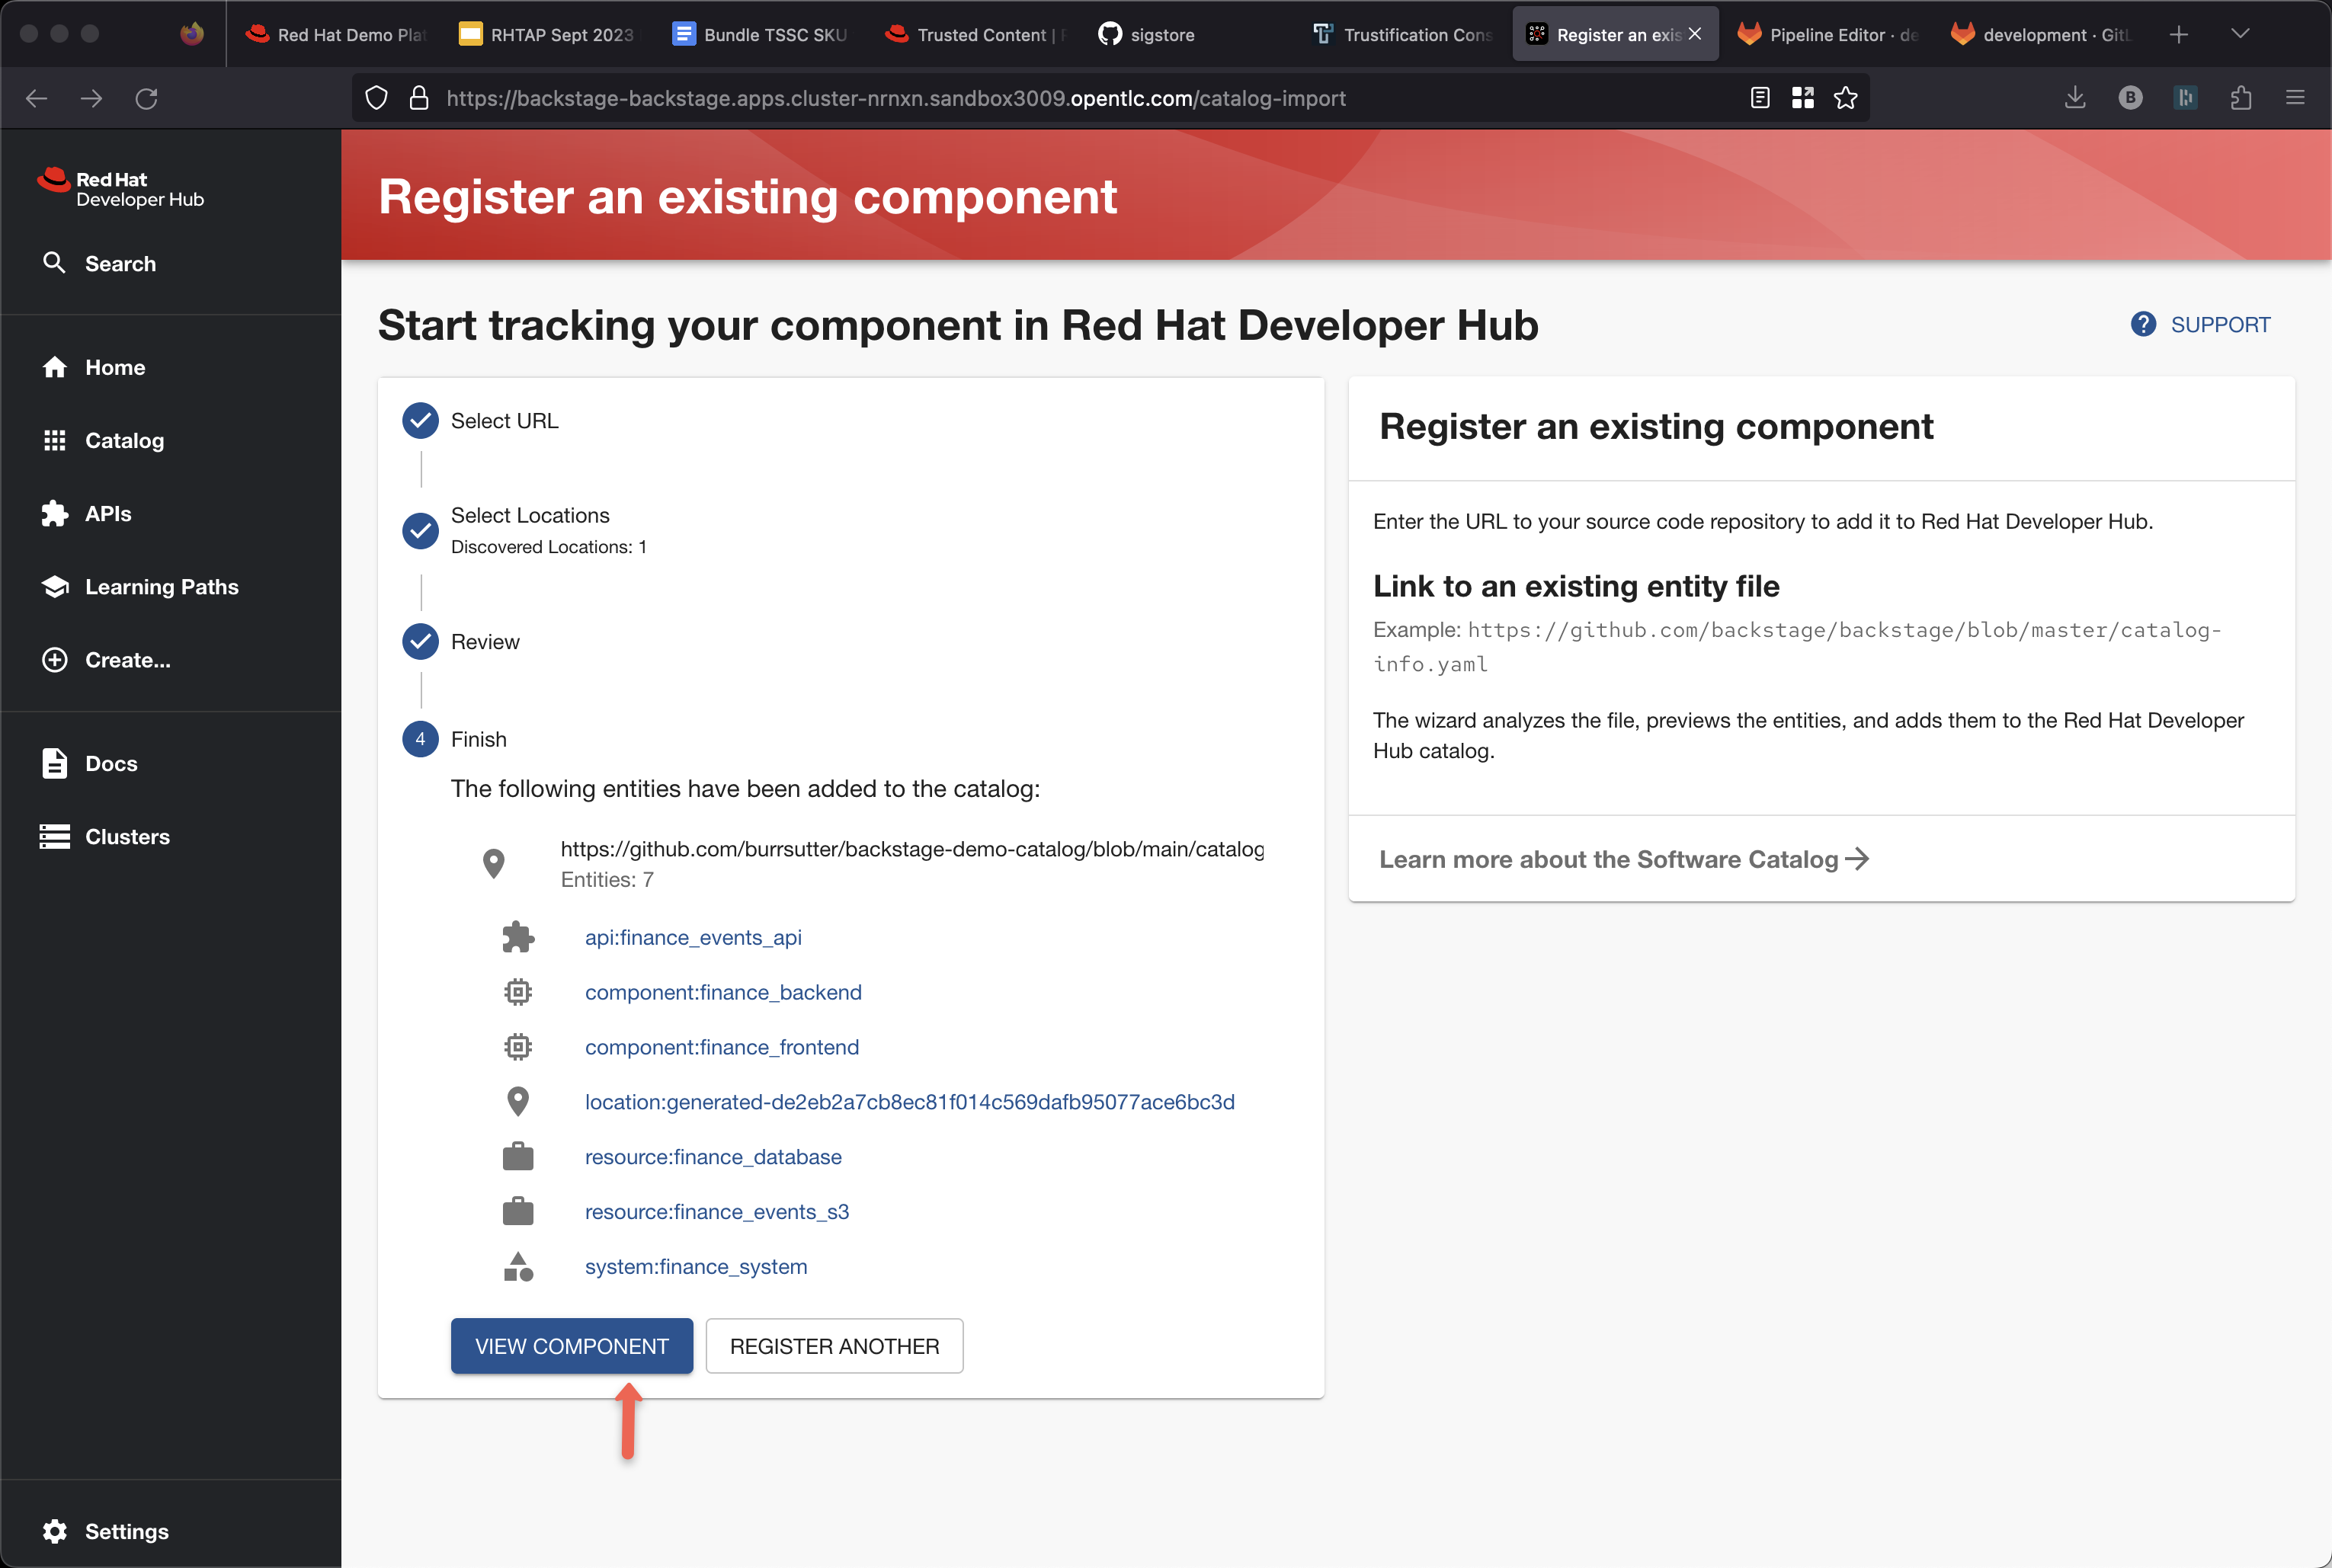 Red Hat Demo Plat
RHTAP Sept 2023
Bundle TSSC SKU
Trusted Content |
sigstore
Trustification Cons
Register an exis
Pipeline Editor · de
development · GitL
https://backstage-backstage.apps.cluster-nrnxn.sandbox3009.opentlc.com/catalog-import
B
Red Hat
Developer Hub
Search
Home
Catalog
APIs
Learning Paths
Create...
Docs
Clusters
Settings
Register an existing component
Start tracking your component in Red Hat Developer Hub
SUPPORT
Select URL
Select Locations
Discovered Locations: 1
Review
4 Finish
The following entities have been added to the catalog:
https://github.com/burrsutter/backstage-demo-catalog/blob/main/catalog
Entities: 7
api:finance_events_api
component:finance_backend
component:finance_frontend
location:generated-de2eb2a7cb8ec81f014c569dafb95077ace6bc3d
resource:finance_database
resource:finance_events_s3
system:finance_system
VIEW COMPONENT
REGISTER ANOTHER
Register an existing component
Enter the URL to your source code repository to add it to Red Hat Developer Hub.
Link to an existing entity file
Example: https://github.com/backstage/backstage/blob/master/catalog-
info.yaml
The wizard analyzes the file, previews the entities, and adds them to the Red Hat Developer
Hub catalog.
Learn more about the Software Catalog